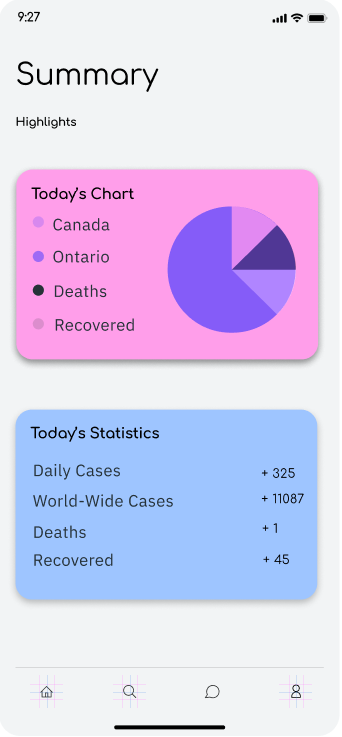 9:27
Summary
Highlights
Today's Chart
Canada
Ontario
Deaths
Recovered
Today's Statistics
Daily Cases + 325
World-Wide Cases + 11087
Deaths + 1
Recovered + 45